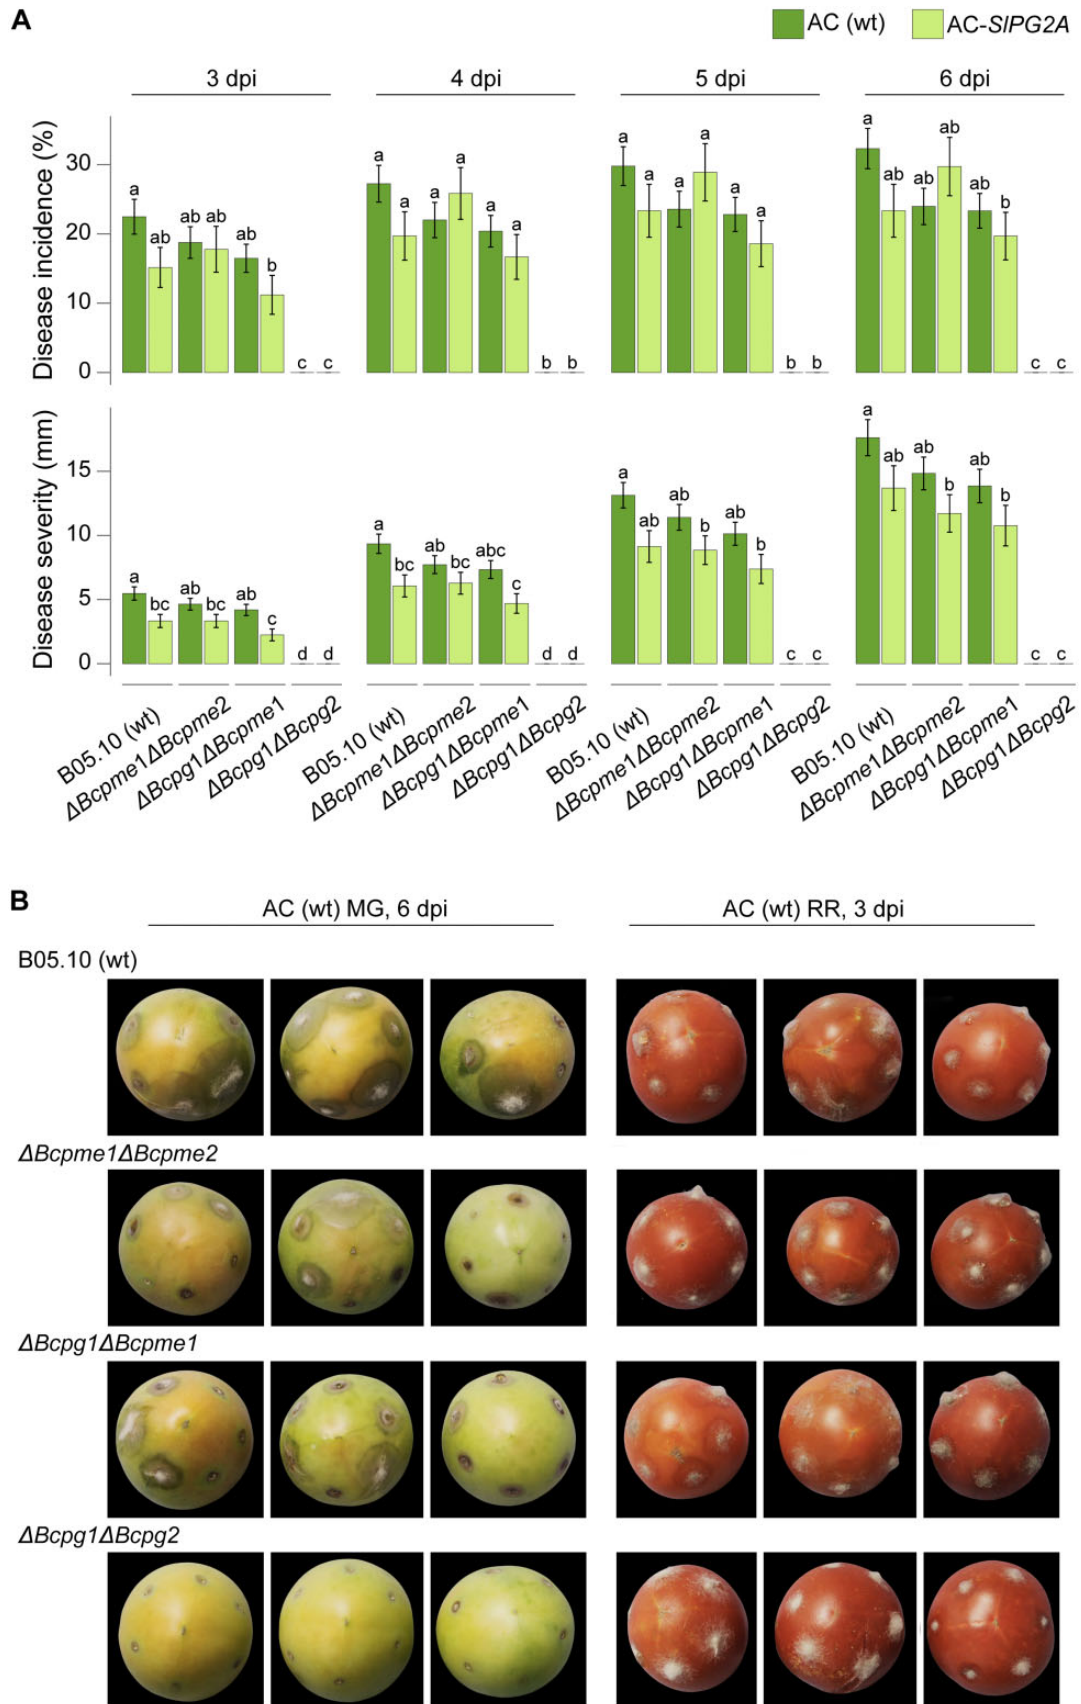 A
AC (wt) AC-SlPG2A
3 dpi 4 dpi 5 dpi 6 dpi
Disease incidence (%)
30
20
10
0
a ab ab ab ab b c c
a a a a a a b b
a a a a a a b b
a ab ab ab ab b c c
Disease severity (mm)
15
10
5
0
a bc ab bc ab c d d
a bc ab bc abc c d d
a ab ab b ab b c c
a ab ab b ab b c c
B05.10 (wt) ΔBcpme1ΔBcpme2 ΔBcpg1ΔBcpme1 ΔBcpg1ΔBcpg2
B05.10 (wt) ΔBcpme1ΔBcpme2 ΔBcpg1ΔBcpme1 ΔBcpg1ΔBcpg2
B05.10 (wt) ΔBcpme1ΔBcpme2 ΔBcpg1ΔBcpme1 ΔBcpg1ΔBcpg2
B05.10 (wt) ΔBcpme1ΔBcpme2 ΔBcpg1ΔBcpme1 ΔBcpg1ΔBcpg2
B
AC (wt) MG, 6 dpi AC (wt) RR, 3 dpi
B05.10 (wt)
ΔBcpme1ΔBcpme2
ΔBcpg1ΔBcpme1
ΔBcpg1ΔBcpg2